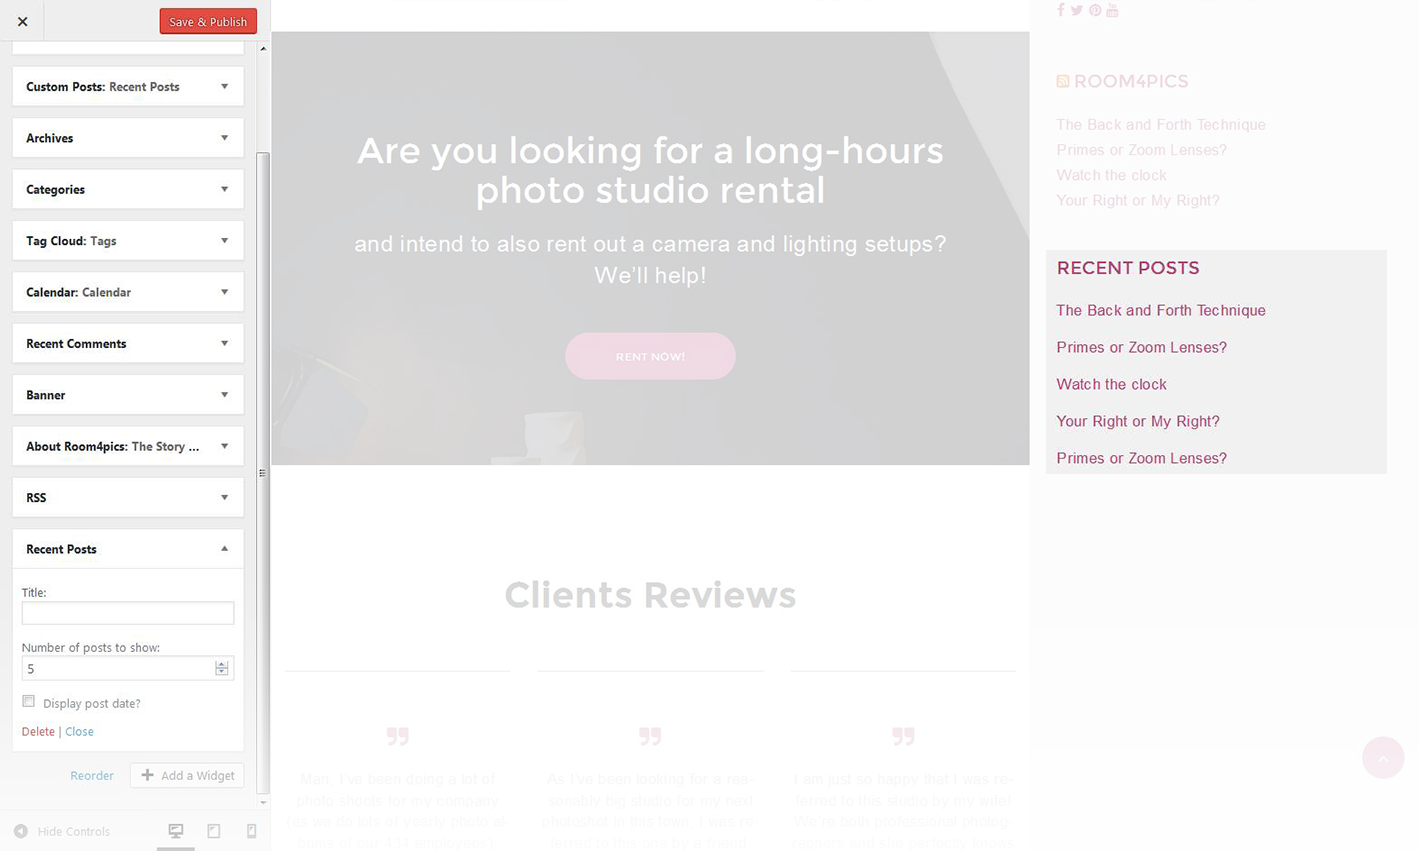 Save & Publish
Custom Posts: Recent Posts
Archives
Categories
Tag Cloud: Tags
Calendar: Calendar
Recent Comments
Banner
About Room4pics: The Story ...
RSS
Recent Posts
Title:
Number of posts to show:
5
Display post date?
Delete | Close
Reorder
Add a Widget
Hide Controls
Are you looking for a long-hours
photo studio rental
and intend to also rent out a camera and lighting setups?
We'll help!
RENT NOW!
Clients Reviews
Man, I've been doing a lot of
photo shoots for my company
(as we do lots of yearly photo al-
bums of our 434 employees).
As I've been looking for a rea-
sonably big studio for my next
photoshot in this town, I was re-
ferred to this one by a friend.
I am just so happy that I was re-
ferred to this studio by my wife!
We're both professional photog-
raphers and she perfectly knows
ROOM4PICS
The Back and Forth Technique
Primes or Zoom Lenses?
Watch the clock
Your Right or My Right?
RECENT POSTS
The Back and Forth Technique
Primes or Zoom Lenses?
Watch the clock
Your Right or My Right?
Primes or Zoom Lenses?